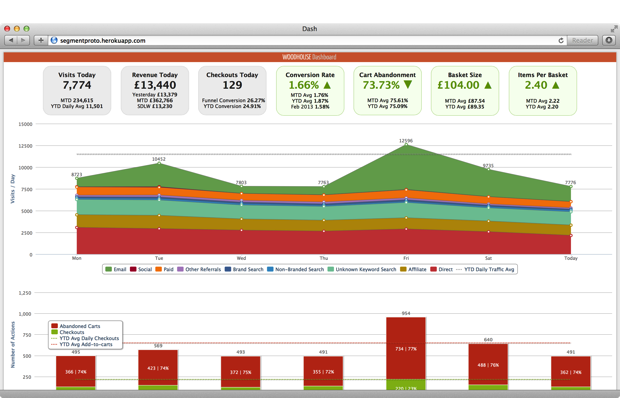 Dash
segmentproto.herokuapp.com
Reader
WOODHOUSE Dashboard
Visits Today
7,774
MTD 234,615
YTD Daily Avg 11,501
Revenue Today
£13,440
Yesterday £13,379
MTD £362,766
SDLW £13,230
Checkouts Today
129
Funnel Conversion 26.27%
YTD Conversion 24.91%
Conversion Rate
1.66% ▲
MTD Avg 1.76%
YTD Avg 1.87%
Feb 2013 1.58%
Cart Abandonment
73.73% ▼
MTD Avg 75.61%
YTD Avg 75.09%
Basket Size
£104.00 ▲
MTD Avg £87.54
YTD Avg £89.35
Items Per Basket
2.40 ▲
MTD Avg 2.22
YTD Avg 2.20
Visits / Day
15000
12500
10000
7500
5000
2500
0
8723
10452
7803
7763
12596
9735
7776
Mon
Tue
Wed
Thu
Fri
Sat
Today
Email
Social
Paid
Other Referrals
Brand Search
Non-Branded Search
Unknown Keyword Search
Affiliate
Direct
YTD Daily Traffic Avg
Number of Actions
1,250
1,000
750
500
250
Abandoned Carts
Checkouts
YTD Avg Daily Checkouts
YTD Avg Add-to-carts
495
569
495
491
954
640
491
366 | 74%
423 | 74%
372 | 75%
353 | 72%
734 | 77%
488 | 76%
362 | 74%